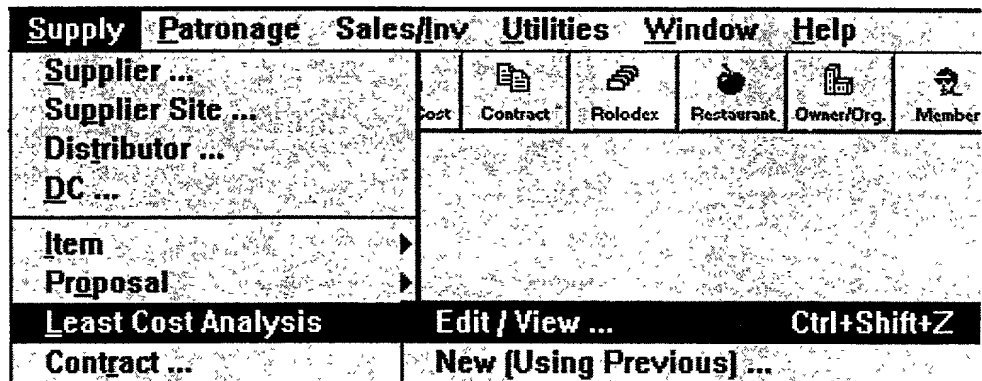 Supply Patronage Sales/Inv Utilities Window Help
Supplier ...
Supplier Site ...
Distributor ...
DC ...
Cost Contract Rolodex Restaurant Owner/Org. Member
Item
Proposal
Least Cost Analysis Edit / View ... Ctrl+Shift+Z
Contract ... New (Using Previous) ...